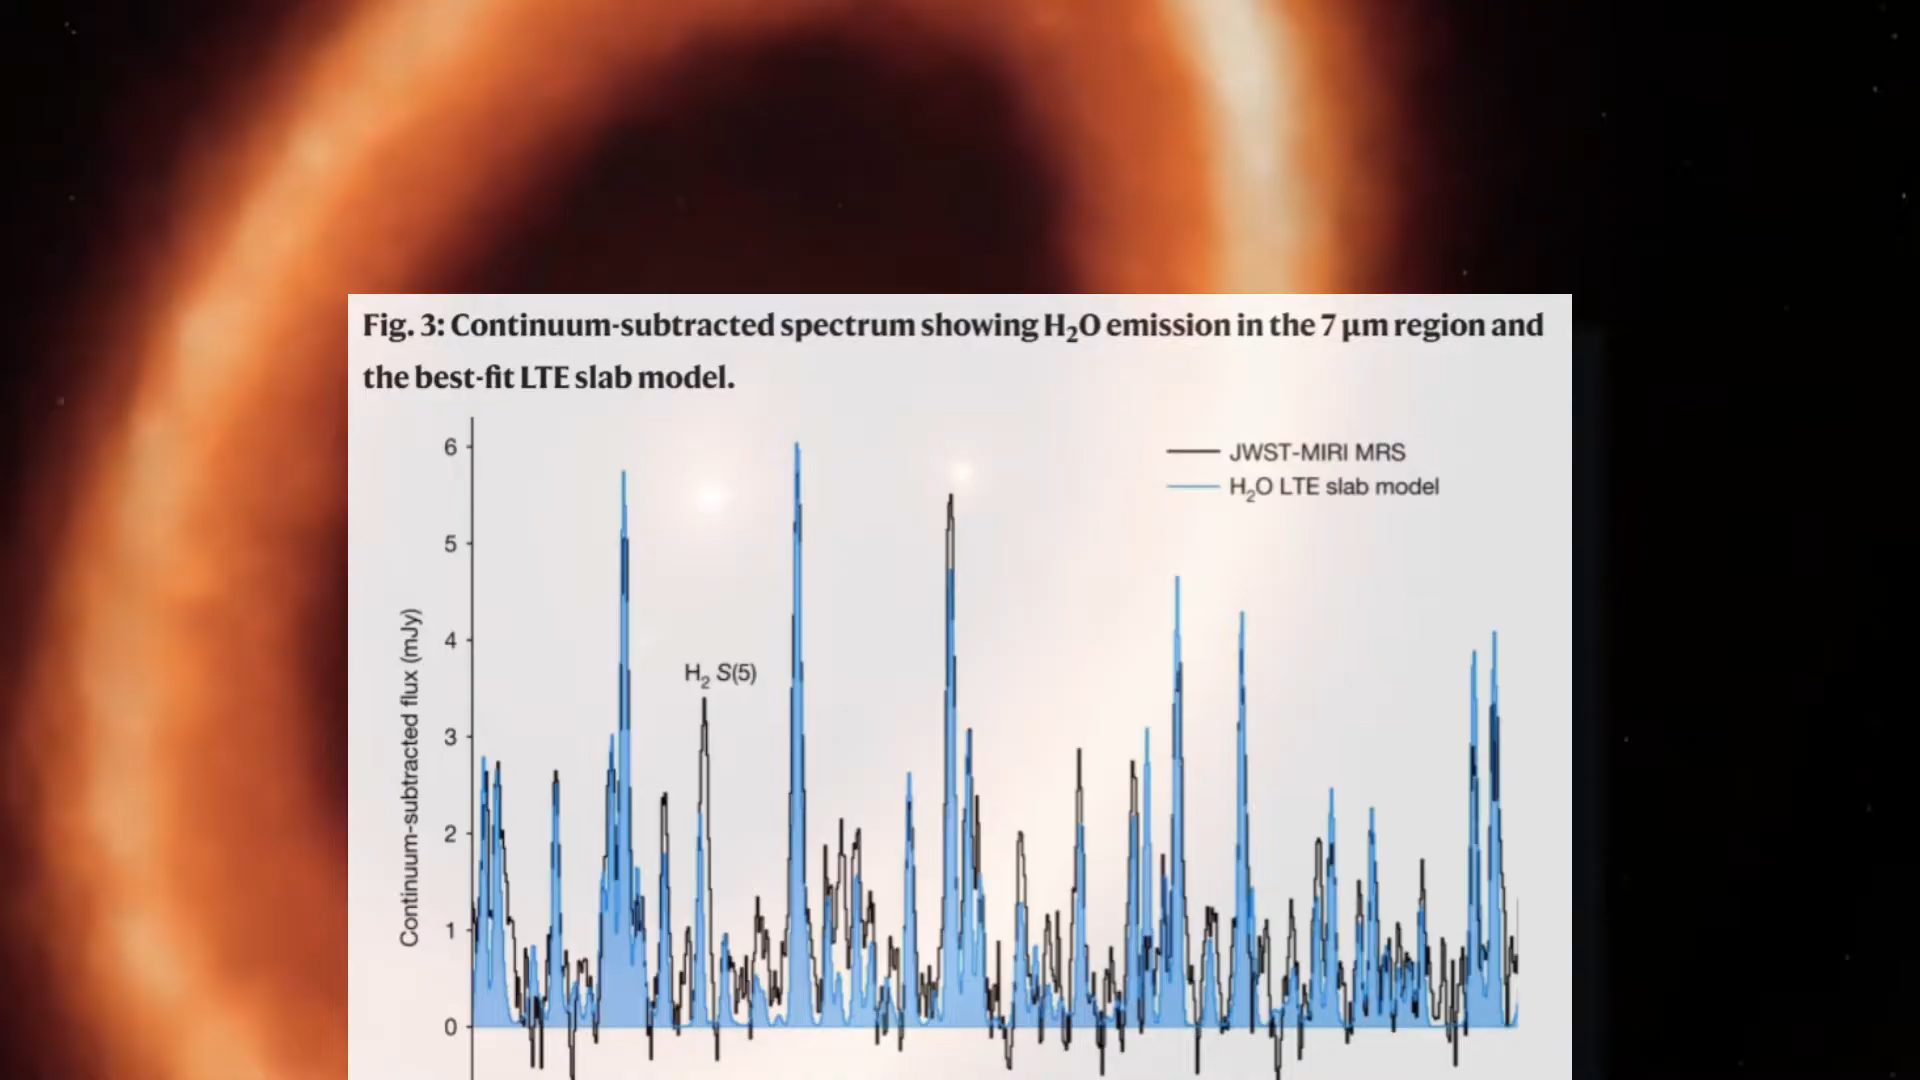 Fig. 3: Continuum-subtracted spectrum showing H₂O emission in the 7 μm region and
the best-fit LTE slab model.
JWST-MIRI MRS
H₂O LTE slab model
6
5
4
3
2
1
0
Continuum-subtracted flux (mJy)
H₂ S(5)